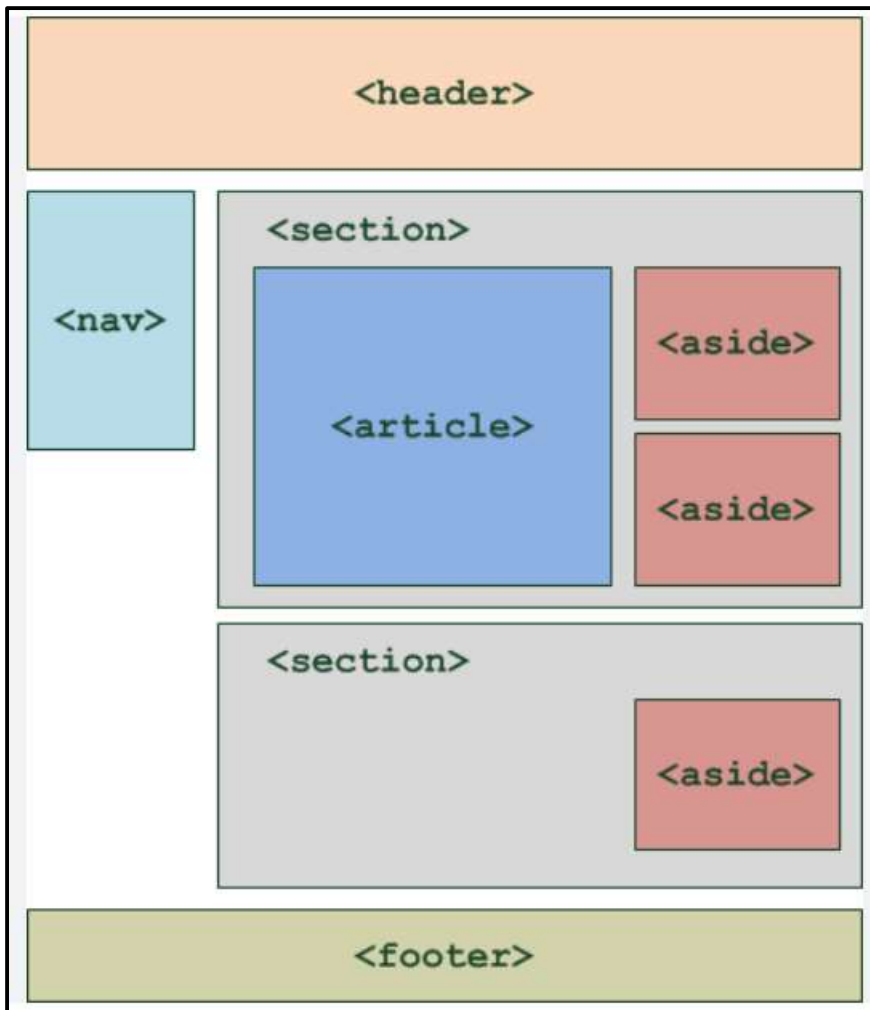 <header>
<nav>
<section>
<article>
<aside>
<aside>
<section>
<aside>
<footer>